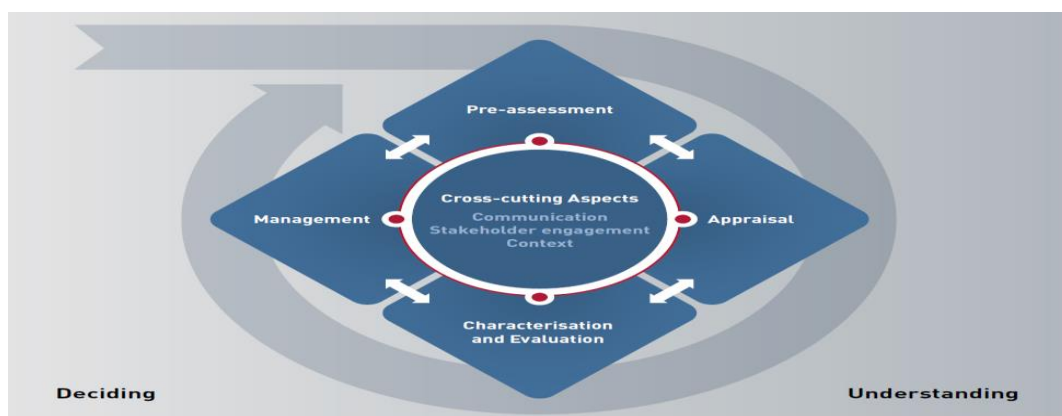 Pre-assessment
Cross-cutting Aspects
Communication
Stakeholder engagement
Context
Management
Appraisal
Characterisation
and Evaluation
Deciding
Understanding